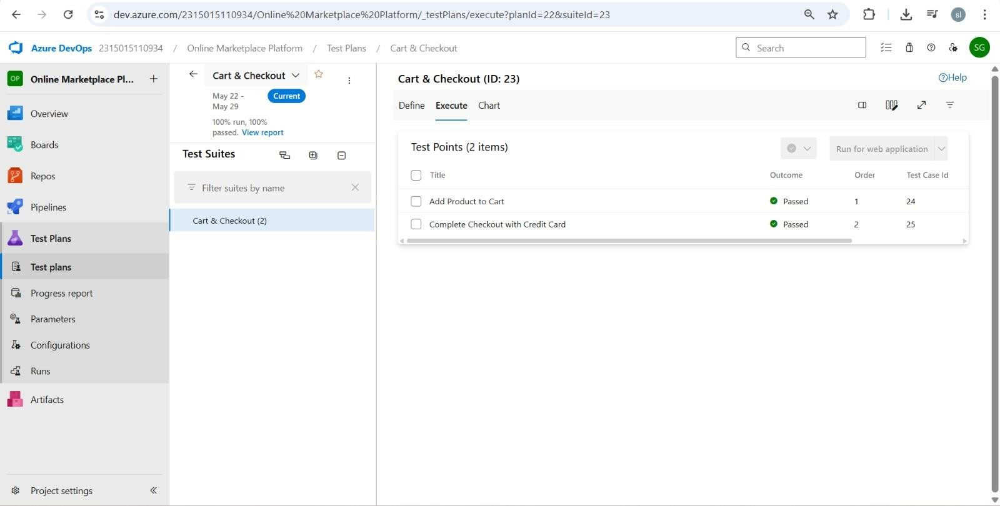 dev.azure.com/2315015110934/Online%20Marketplace%20Platform/_testPlans/execute?planId=22&suiteId=23
sl
Azure DevOps 2315015110934 / Online Marketplace Platform / Test Plans / Cart & Checkout
Search
SG
OP Online Marketplace Pl... +
Overview
Boards
Repos
Pipelines
Test Plans
Test plans
Progress report
Parameters
Configurations
Runs
Artifacts
Project settings
Cart & Checkout
May 22 -
May 29
Current
100% run, 100%
passed. View report
Test Suites
Filter suites by name
Cart & Checkout (2)
Cart & Checkout (ID: 23)
Help
Define Execute Chart
Test Points (2 items)
Run for web application
Title Outcome Order Test Case Id
Add Product to Cart Passed 1 24
Complete Checkout with Credit Card Passed 2 25